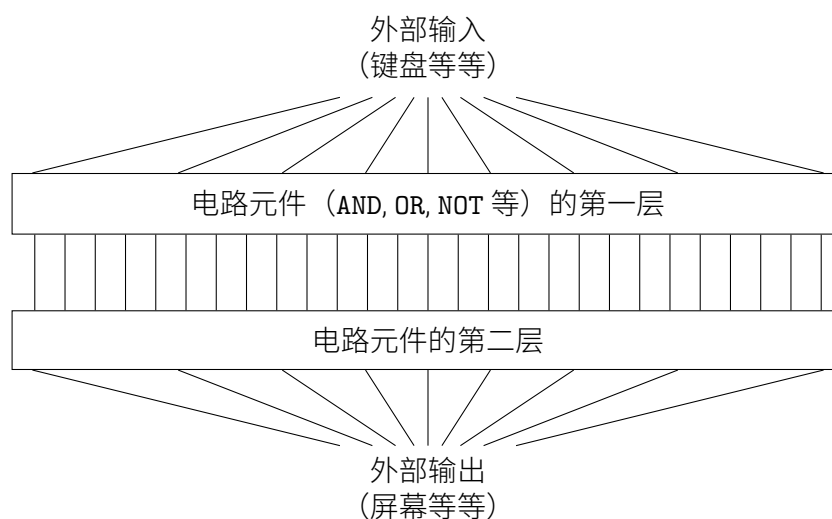 外部输入
（键盘等等）
电路元件（AND, OR, NOT 等）的第一层
电路元件的第二层
外部输出
（屏幕等等）